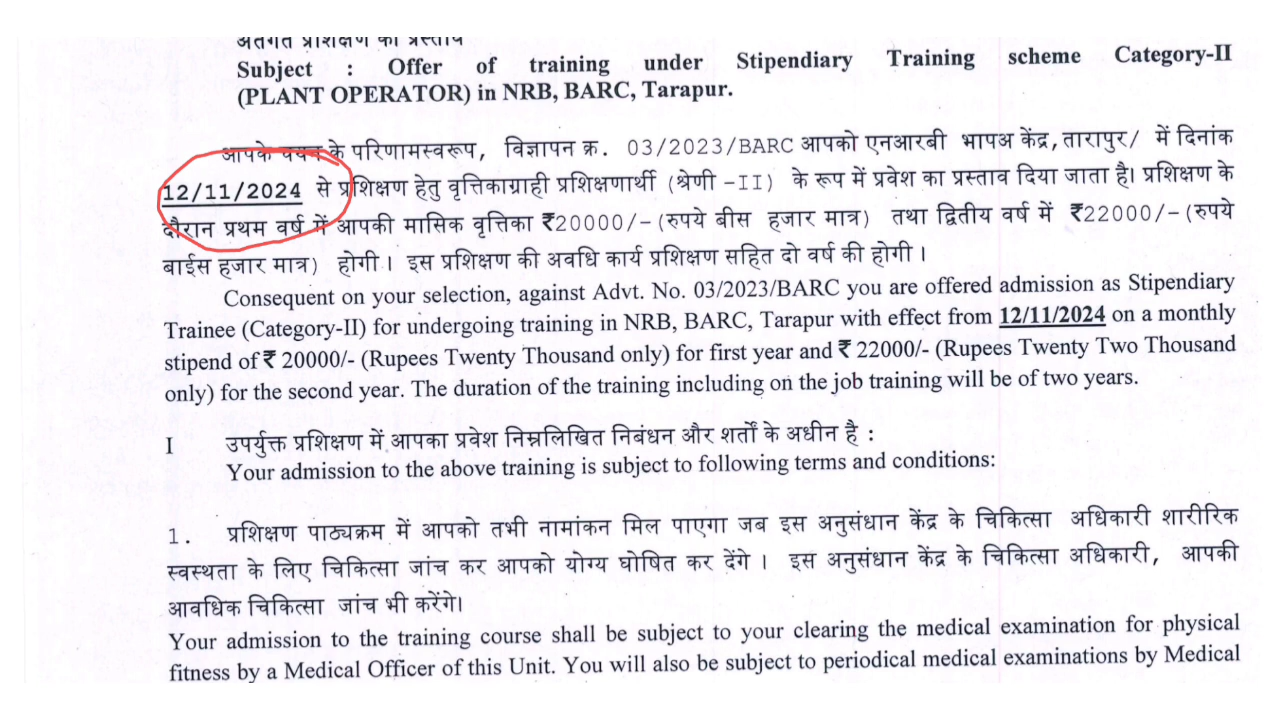 अंतर्गत प्रशिक्षण का प्रस्ताव
Subject : Offer of training under Stipendiary Training scheme Category-II
(PLANT OPERATOR) in NRB, BARC, Tarapur.
आपके चयन के परिणामस्वरूप, विज्ञापन क्र. 03/2023/BARC आपको एनआरबी भापअ केंद्र,तारापुर/ में दिनांक
12/11/2024 से प्रशिक्षण हेतु वृत्तिकाग्राही प्रशिक्षणार्थी (श्रेणी -II) के रूप में प्रवेश का प्रस्ताव दिया जाता है। प्रशिक्षण के
दौरान प्रथम वर्ष में आपकी मासिक वृत्तिका ₹20000/-(रुपये बीस हजार मात्र) तथा द्वितीय वर्ष में ₹22000/-(रुपये
बाईस हजार मात्र) होगी। इस प्रशिक्षण की अवधि कार्य प्रशिक्षण सहित दो वर्ष की होगी।
Consequent on your selection, against Advt. No. 03/2023/BARC you are offered admission as Stipendiary
Trainee (Category-II) for undergoing training in NRB, BARC, Tarapur with effect from 12/11/2024 on a monthly
stipend of ₹ 20000/- (Rupees Twenty Thousand only) for first year and ₹ 22000/- (Rupees Twenty Two Thousand
only) for the second year. The duration of the training including on the job training will be of two years.
I उपर्युक्त प्रशिक्षण में आपका प्रवेश निम्नलिखित निबंधन और शर्तों के अधीन है :
Your admission to the above training is subject to following terms and conditions:
1. प्रशिक्षण पाठ्यक्रम में आपको तभी नामांकन मिल पाएगा जब इस अनुसंधान केंद्र के चिकित्सा अधिकारी शारीरिक
स्वस्थता के लिए चिकित्सा जांच कर आपको योग्य घोषित कर देंगे । इस अनुसंधान केंद्र के चिकित्सा अधिकारी, आपकी
आवधिक चिकित्सा जांच भी करेंगे।
Your admission to the training course shall be subject to your clearing the medical examination for physical
fitness by a Medical Officer of this Unit. You will also be subject to periodical medical examinations by Medical